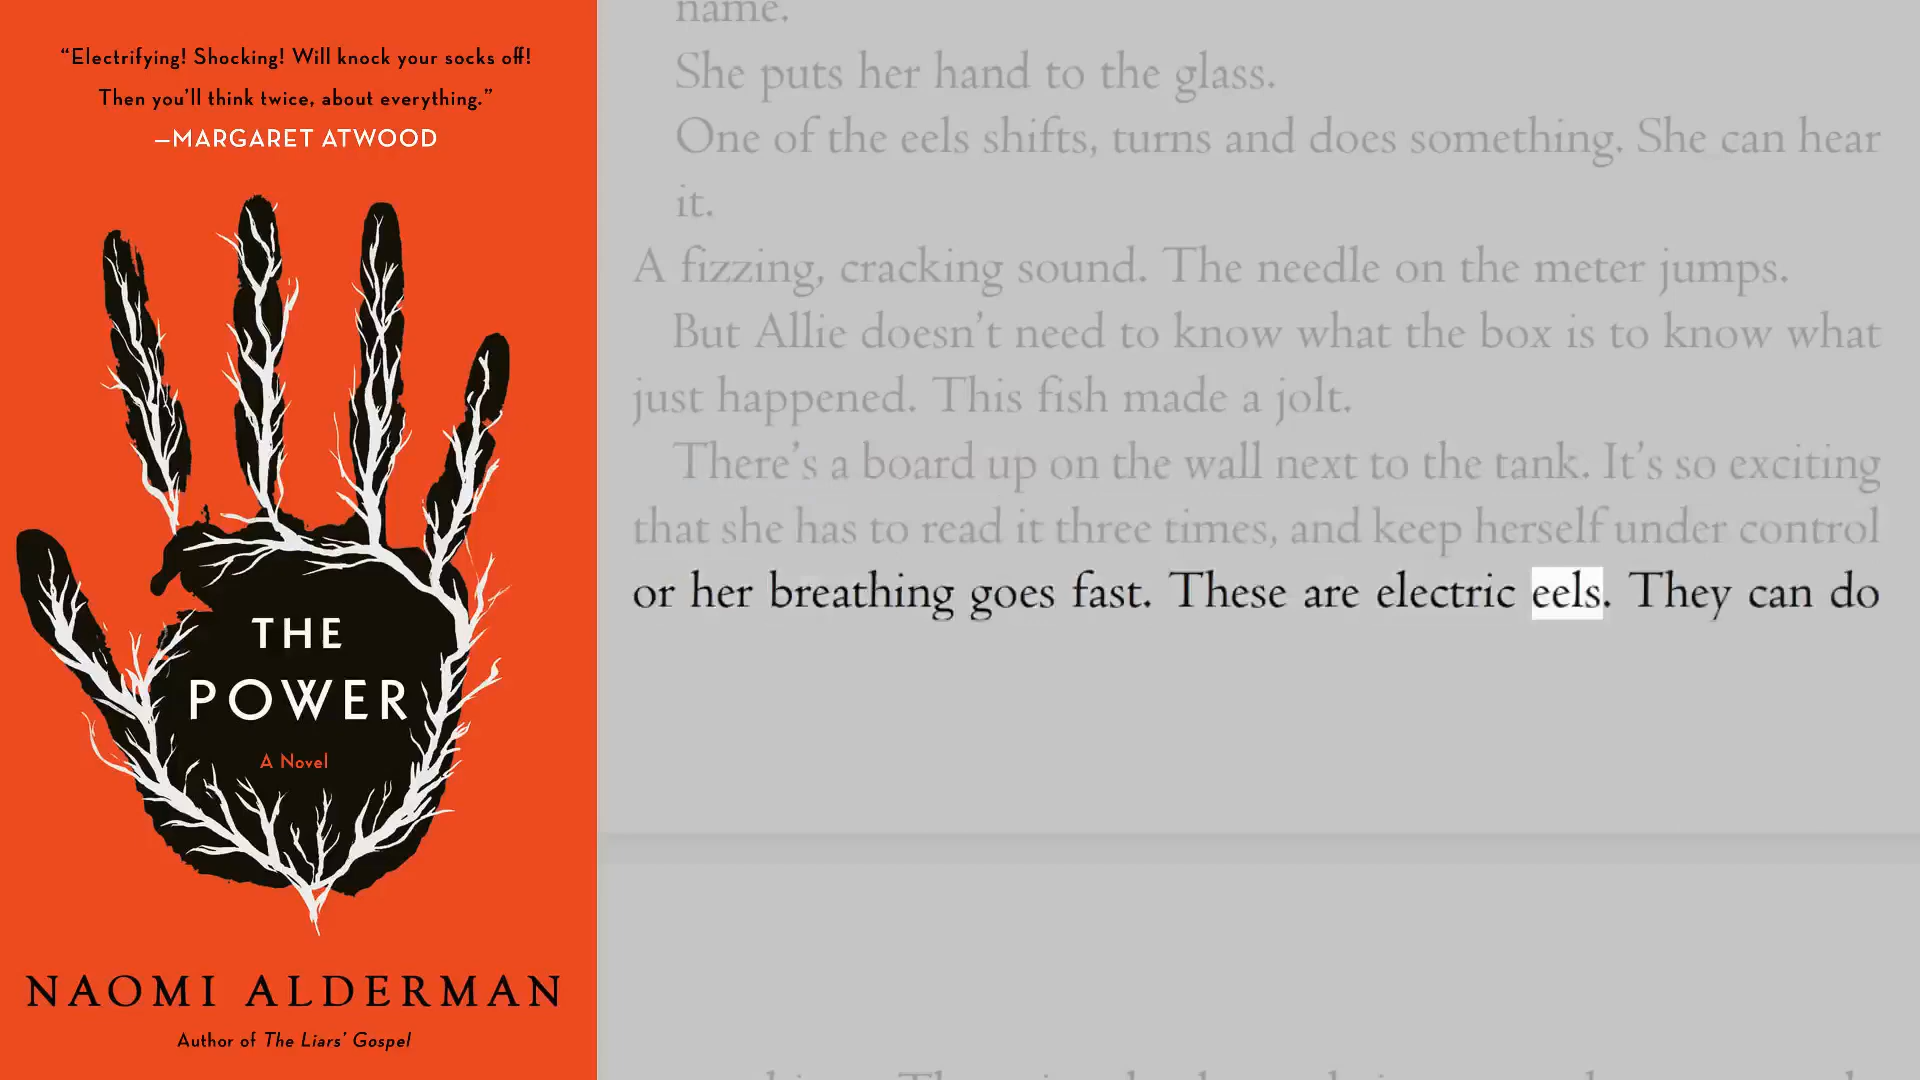 “Electrifying! Shocking! Will knock your socks off!
Then you’ll think twice, about everything.”
—MARGARET ATWOOD
THE
POWER
A Novel
NAOMI ALDERMAN
Author of The Liars’ Gospel
name.
She puts her hand to the glass.
One of the eels shifts, turns and does something. She can hear
it.
A fizzing, cracking sound. The needle on the meter jumps.
But Allie doesn’t need to know what the box is to know what
just happened. This fish made a jolt.
There’s a board up on the wall next to the tank. It’s so exciting
that she has to read it three times, and keep herself under control
or her breathing goes fast. These are electric eels. They can do